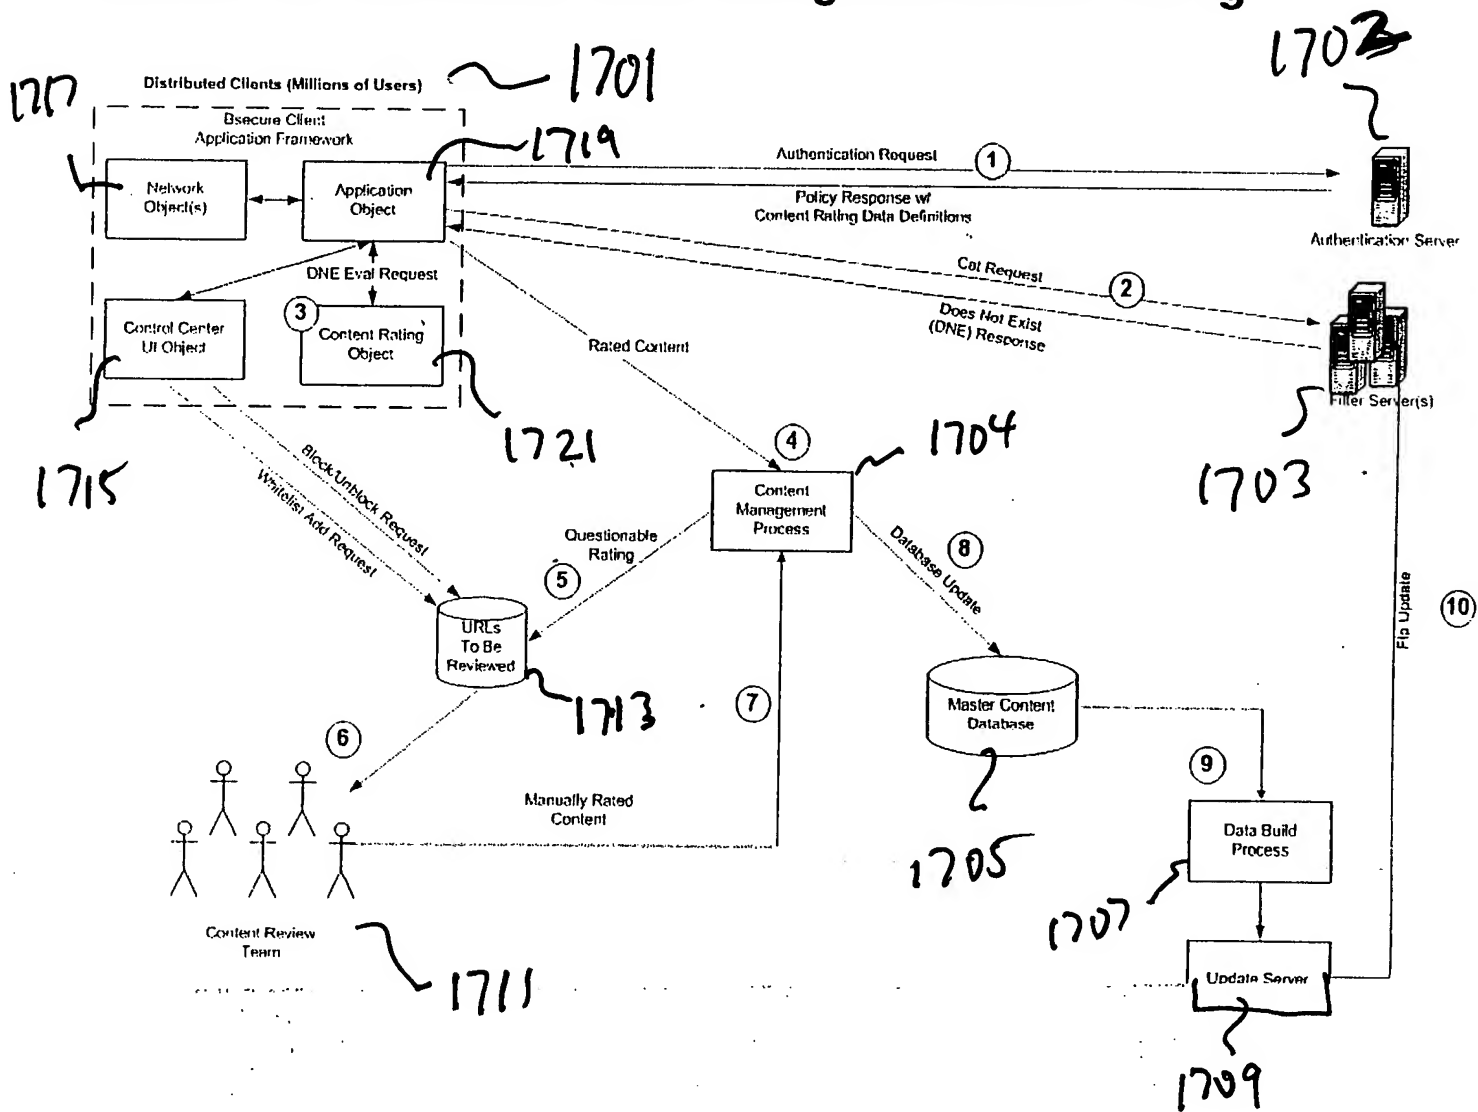 1701
1702
1717
Distributed Clients (Millions of Users)
Bsecure Client
Application Framework
1719
Network
Object(s)
Application
Object
Authentication Request
1
Policy Response w/
Content Rating Data Definitions
Authentication Server
DNE Eval Request
Cat Request
2
Does Not Exist
(DNE) Response
3
Control Center
UI Object
Content Rating
Object
Rated Content
Filter Server(s)
1715
1721
4
1704
1703
Block/Unblock Request
Whitelist Add Request
Content
Management
Process
Questionable
Rating
5
Database Update
8
Flip Update
10
URLs
To Be
Reviewed
1713
7
Master Content
Database
6
9
Manually Rated
Content
1705
Data Build
Process
1707
Content Review
Team
1711
Update Server
1709